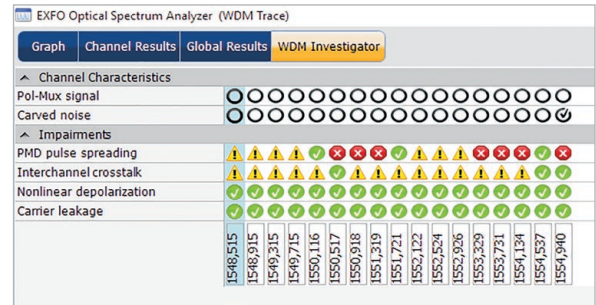 EXFO Optical Spectrum Analyzer (WDM Trace)
Graph Channel Results Global Results WDM Investigator
Channel Characteristics
Pol-Mux signal
Carved noise
Impairments
PMD pulse spreading
Interchannel crosstalk
Nonlinear depolarization
Carrier leakage
1548,515
1548,915
1549,315
1549,715
1550,116
1550,517
1550,918
1551,319
1551,721
1552,122
1552,524
1552,926
1553,329
1553,731
1554,134
1554,537
1554,940